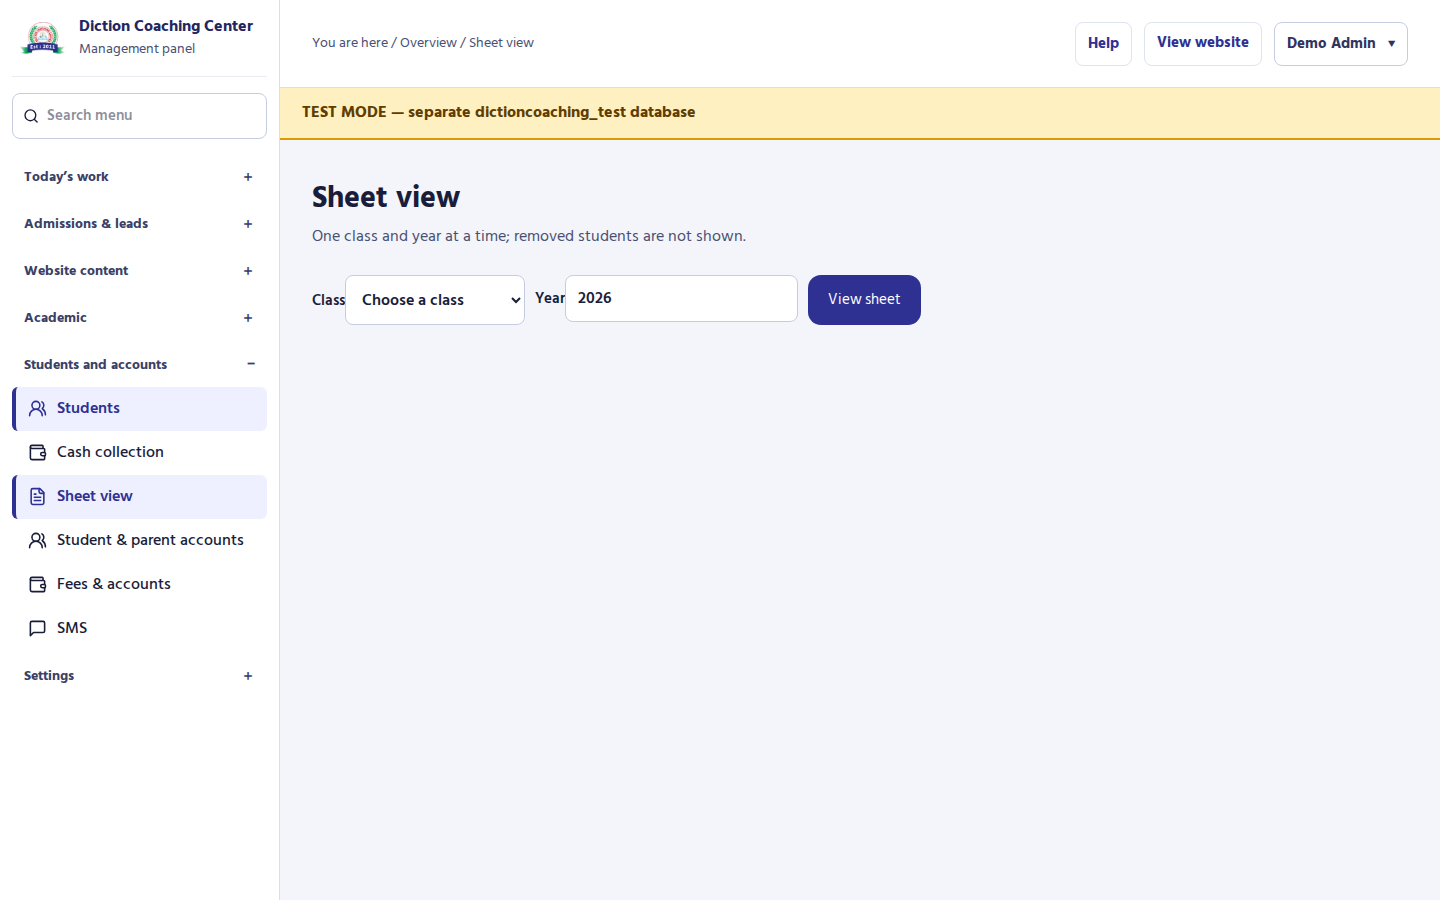 Diction Coaching Center
Management panel
Est : 2011
Search menu
Today’s work +
Admissions & leads +
Website content +
Academic +
Students and accounts −
Students
Cash collection
Sheet view
Student & parent accounts
Fees & accounts
SMS
Settings +
You are here / Overview / Sheet view
Help
View website
Demo Admin ▾
TEST MODE — separate dictioncoaching_test database
Sheet view
One class and year at a time; removed students are not shown.
Class Choose a class Year 2026 View sheet